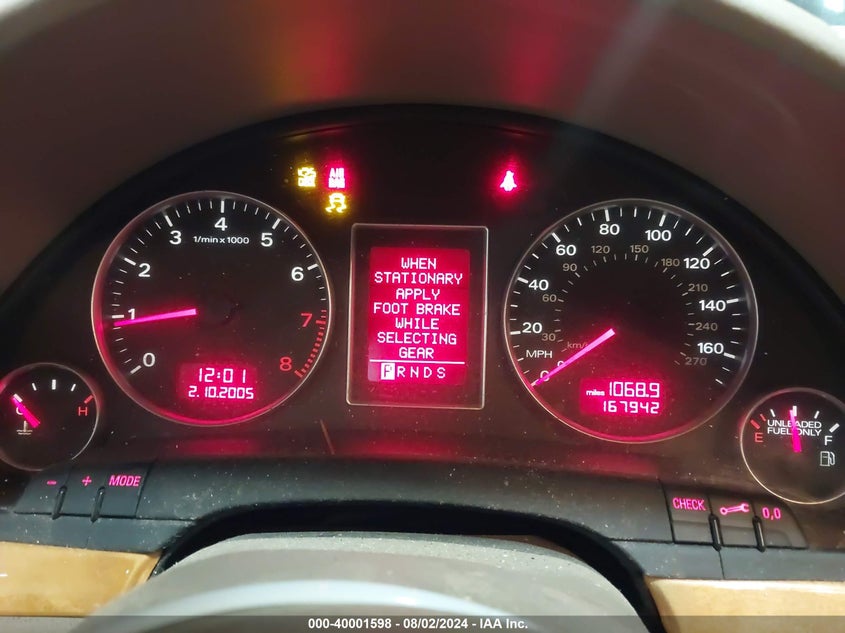 AIR
BAG
1/min x 1000
0 1 2 3 4 5 6 7 8
12:01
2.10.2005
WHEN
STATIONARY
APPLY
FOOT BRAKE
WHILE
SELECTING
GEAR
P R N D S
0 20 40 60 80 100 120 140 160
30 60 90 120 150 180 210 240 270
MPH
km/h
miles 1068.9
167942
C H
UNLEADED
FUEL ONLY
E F
- + MODE
CHECK 0,0
000-40001598 - 08/02/2024 - IAA Inc.